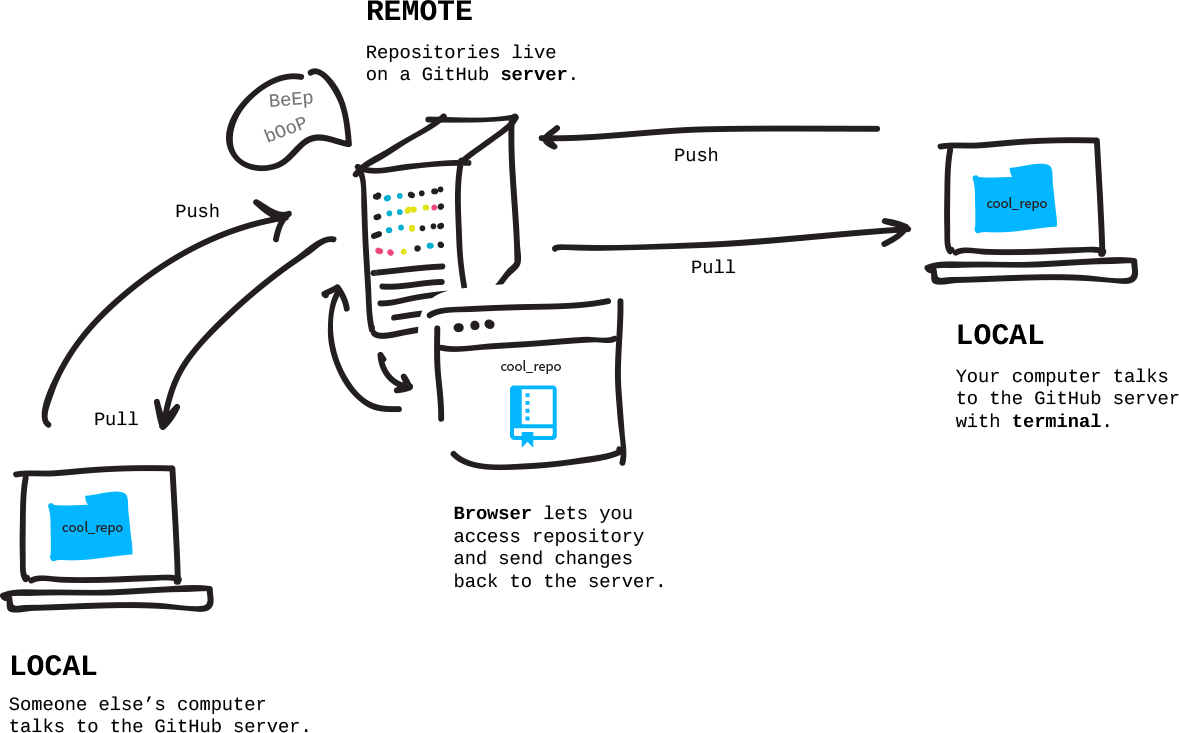 REMOTE
Repositories live
on a GitHub server.
BeEp
bOoP
Push
Push
Pull
cool_repo
LOCAL
Your computer talks
to the GitHub server
with terminal.
Pull
cool_repo
cool_repo
Browser lets you
access repository
and send changes
back to the server.
LOCAL
Someone else’s computer
talks to the GitHub server.